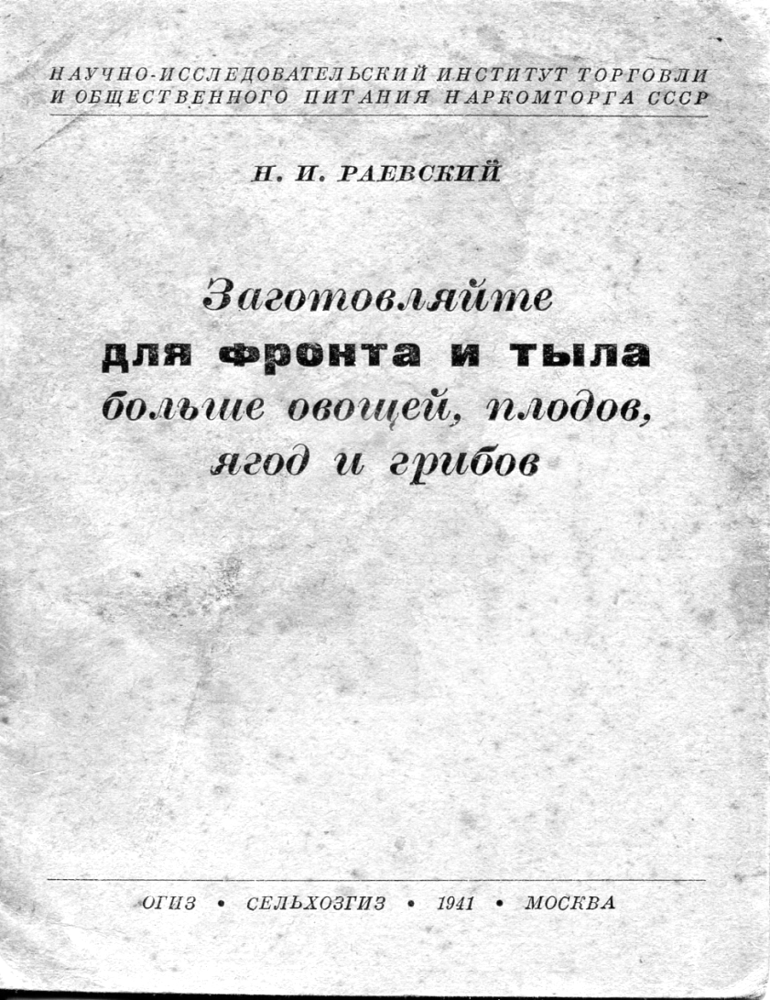 НАУЧНО-ИССЛЕДОВАТЕЛЬСКИЙ ИНСТИТУТ ТОРГОВЛИ
И ОБЩЕСТВЕННОГО ПИТАНИЯ НАРКОМТОРГА СССР
Н. И. РАЕВСКИЙ
Заготовляйте
для фронта и тыла
больше овощей, плодов,
ягод и грибов
ОГИЗ • СЕЛЬХОЗГИЗ • 1941 • МОСКВА